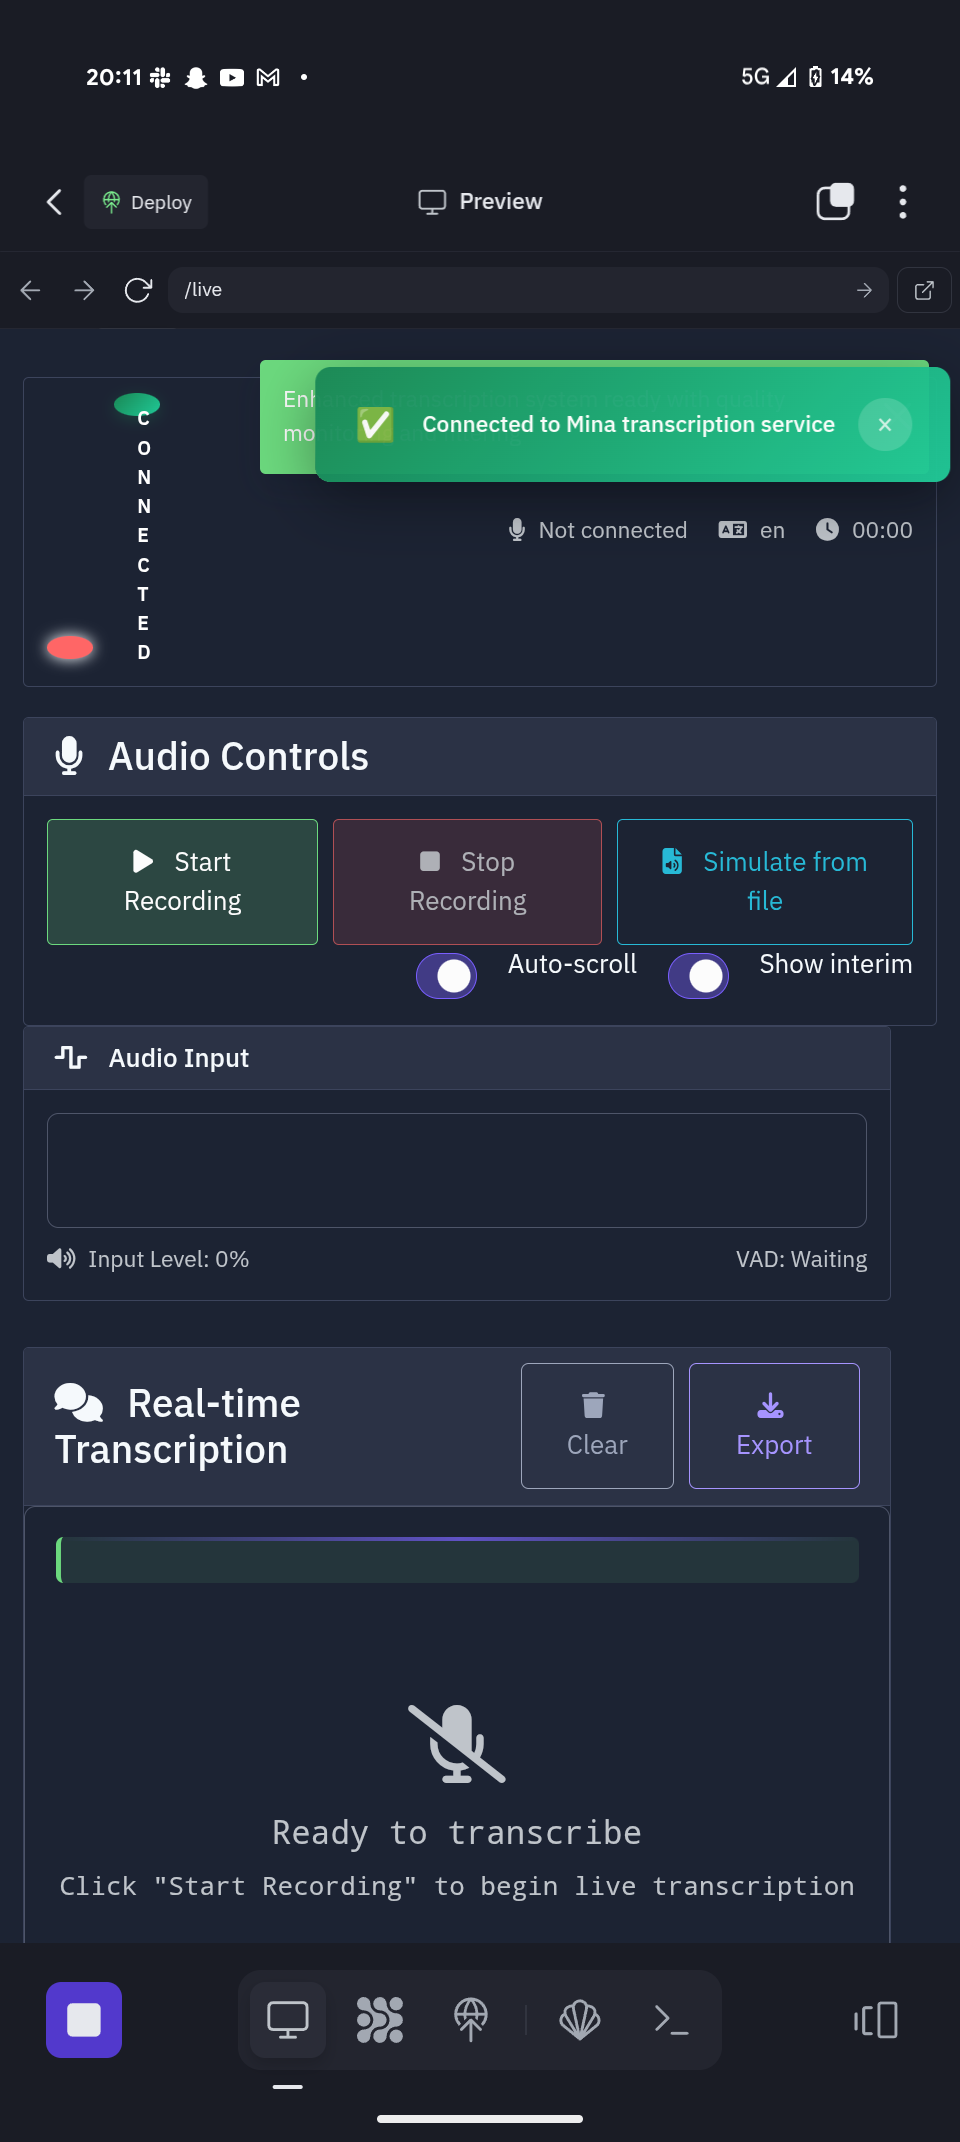 20:11
5G 14%
Deploy
Preview
/live
Enh
mo
Connected to Mina transcription service
CONNECTED
Not connected en 00:00
Audio Controls
Start
Recording
Stop
Recording
Simulate from
file
Auto-scroll Show interim
Audio Input
Input Level: 0% VAD: Waiting
Real-time
Transcription
Clear
Export
Ready to transcribe
Click "Start Recording" to begin live transcription